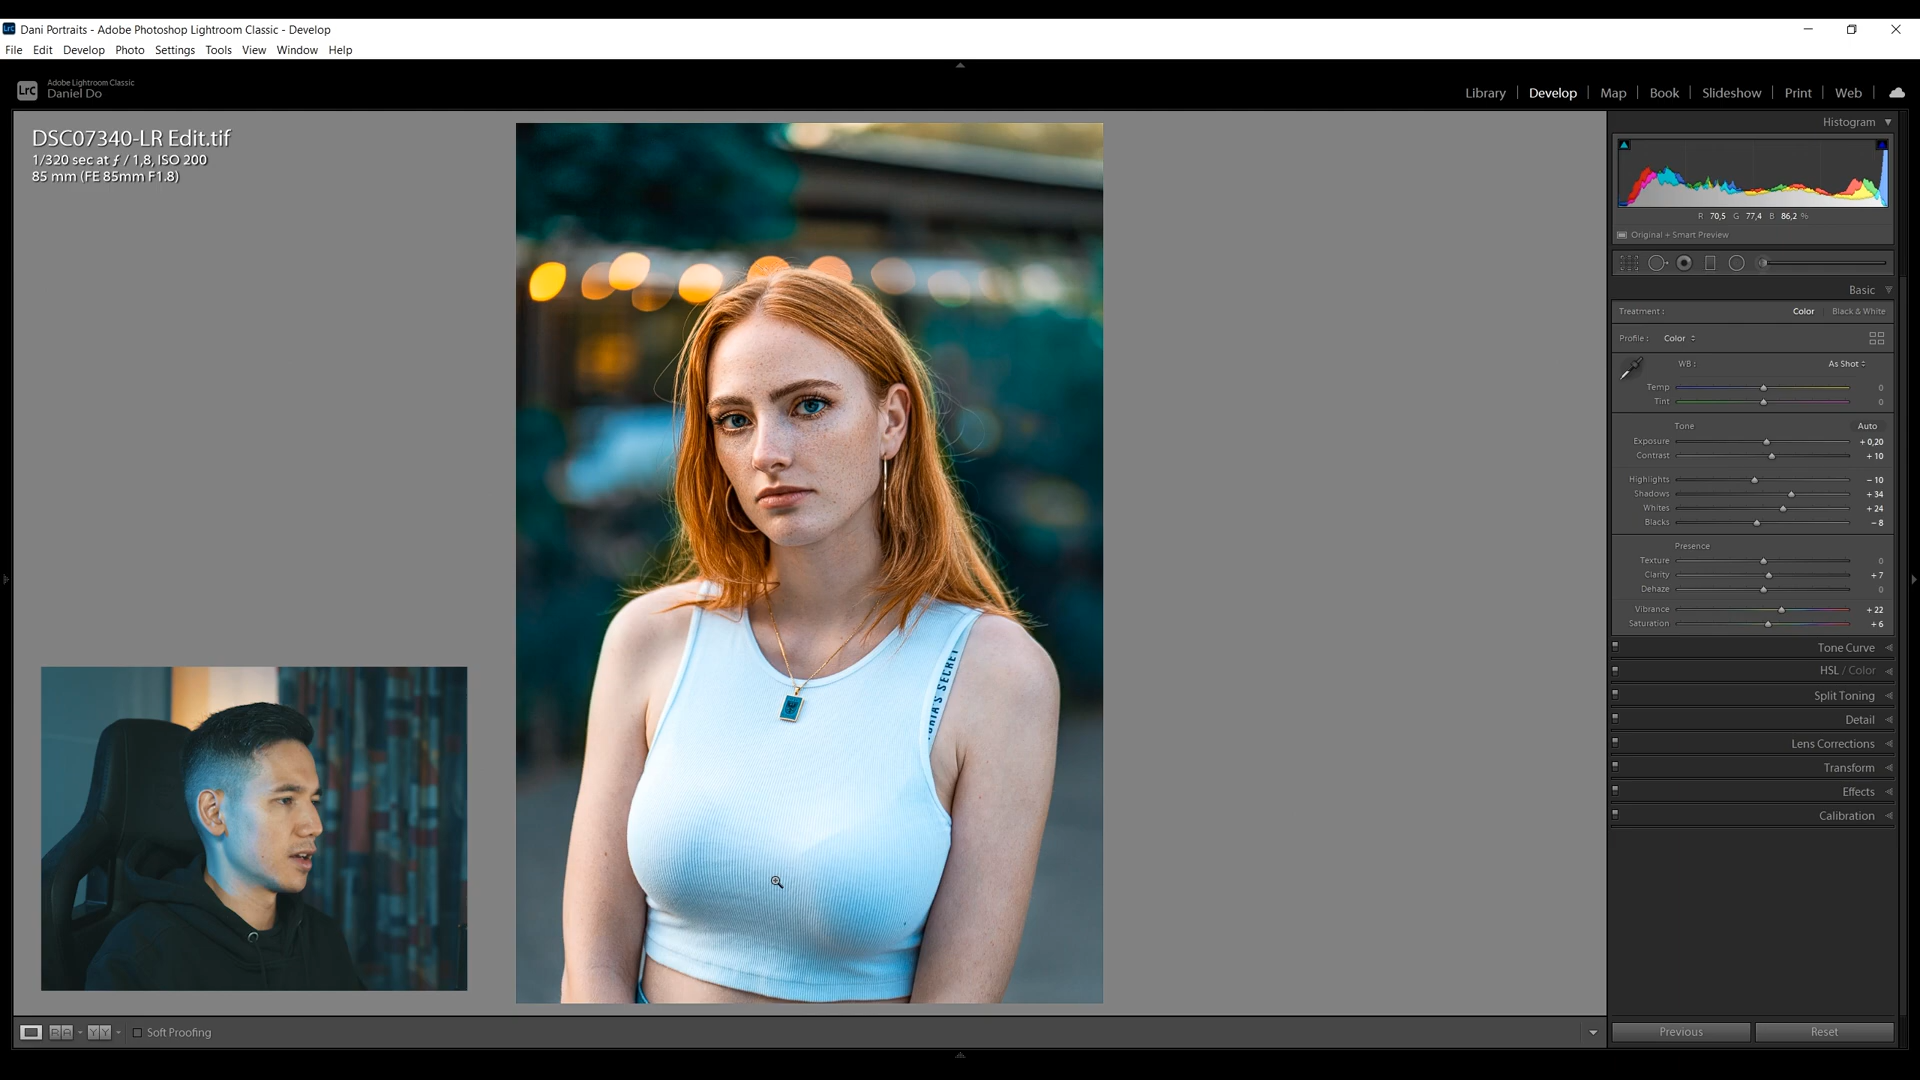 Dani Portraits - Adobe Photoshop Lightroom Classic - Develop
File Edit Develop Photo Settings Tools View Window Help
LrC
Adobe Lightroom Classic
Daniel Do
Library | Develop | Map | Book | Slideshow | Print | Web |
DSC07340-LR Edit.tif
1/320 sec at ƒ / 1,8, ISO 200
85 mm (FE 85mm F1.8)
Histogram
R 70,5 G 77,4 B 86,2 %
Original + Smart Preview
Basic
Treatment : Color | Black & White
Profile : Color
WB : As Shot
Temp 0
Tint 0
Tone Auto
Exposure + 0,20
Contrast + 10
Highlights − 10
Shadows + 34
Whites + 24
Blacks − 8
Presence
Texture 0
Clarity + 7
Dehaze 0
Vibrance + 22
Saturation + 6
Tone Curve
HSL / Color
Split Toning
Detail
Lens Corrections
Transform
Effects
Calibration
ORIA'S SECRET
Soft Proofing
Previous Reset